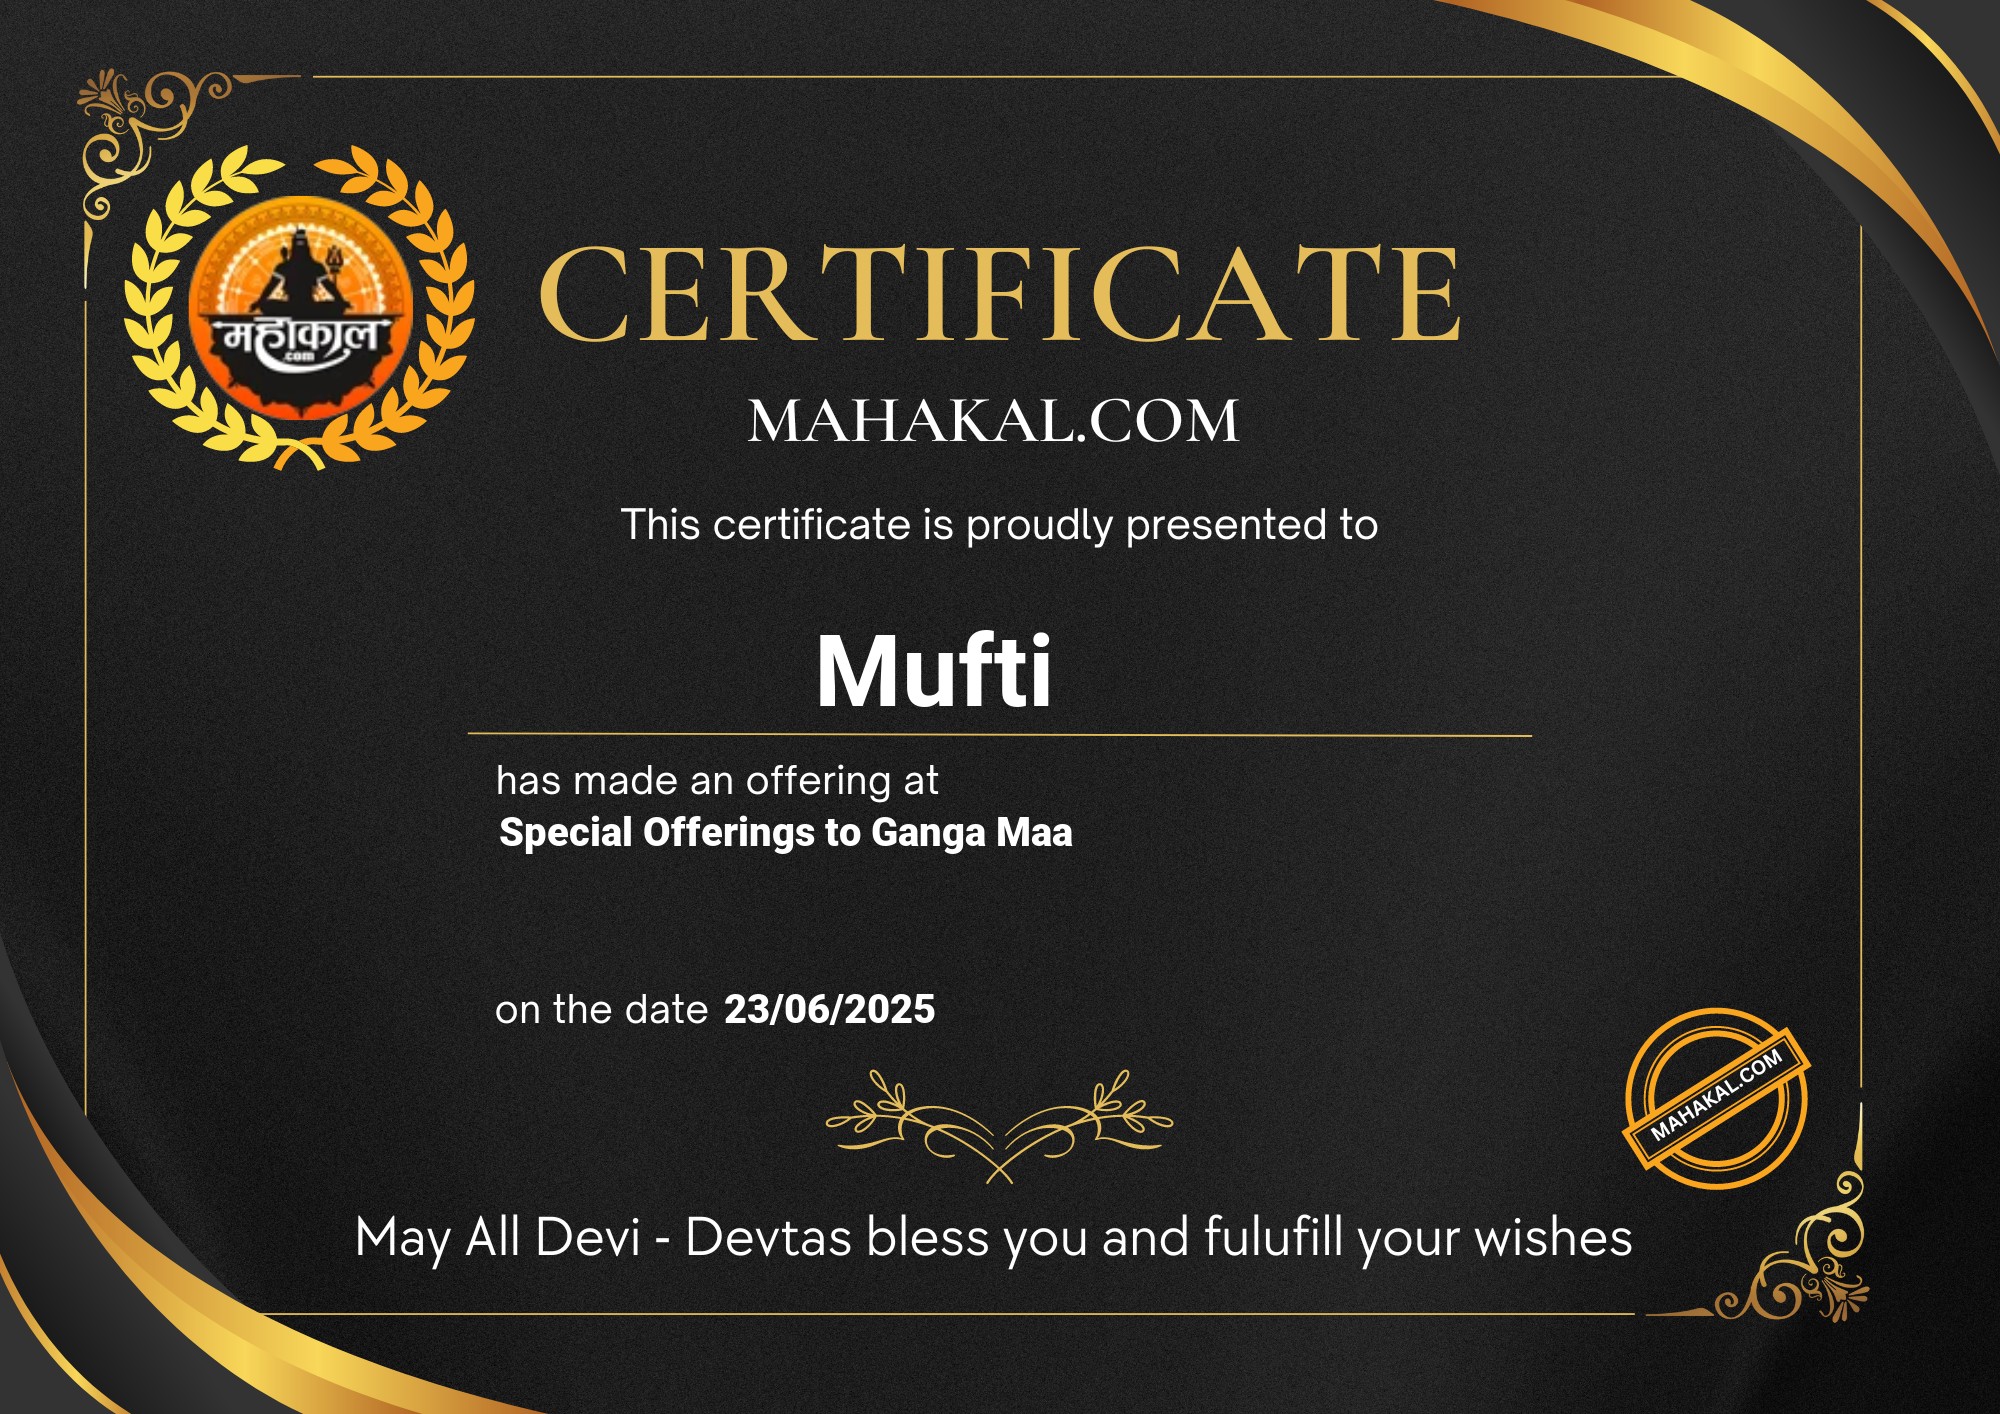 महाकाल
.com
CERTIFICATE
MAHAKAL.COM
This certificate is proudly presented to
Mufti
has made an offering at
Special Offerings to Ganga Maa
on the date 23/06/2025
MAHAKAL.COM
May All Devi - Devtas bless you and fulufill your wishes